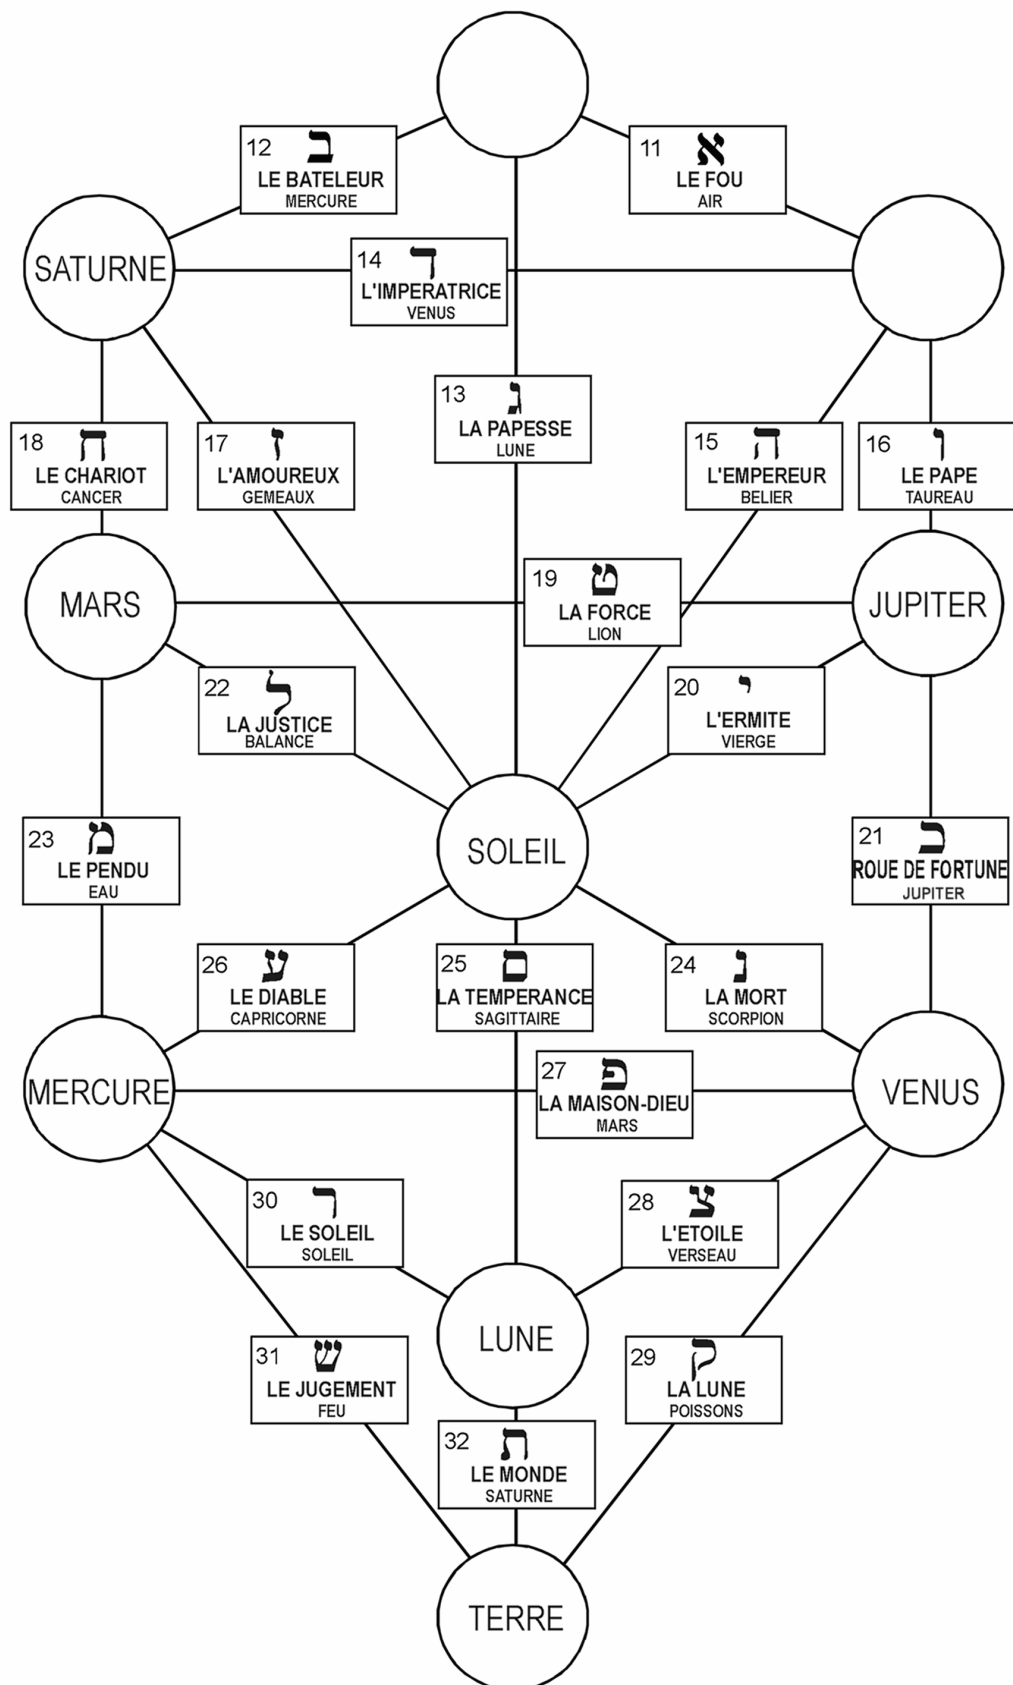 12 ב
LE BATELEUR
MERCURE
11 א
LE FOU
AIR
SATURNE
14 ד
L'IMPERATRICE
VENUS
13 ג
LA PAPESSE
LUNE
18 ח
LE CHARIOT
CANCER
17 ז
L'AMOUREUX
GEMEAUX
15 ה
L'EMPEREUR
BELIER
16 ו
LE PAPE
TAUREAU
MARS
19 ט
LA FORCE
LION
JUPITER
22 ל
LA JUSTICE
BALANCE
20 י
L'ERMITE
VIERGE
23 מ
LE PENDU
EAU
SOLEIL
21 כ
ROUE DE FORTUNE
JUPITER
26 ע
LE DIABLE
CAPRICORNE
25 ם
LA TEMPERANCE
SAGITTAIRE
24 נ
LA MORT
SCORPION
MERCURE
27 פ
LA MAISON-DIEU
MARS
VENUS
30 ר
LE SOLEIL
SOLEIL
28 צ
L'ETOILE
VERSEAU
LUNE
31 ש
LE JUGEMENT
FEU
29 ק
LA LUNE
POISSONS
32 ת
LE MONDE
SATURNE
TERRE